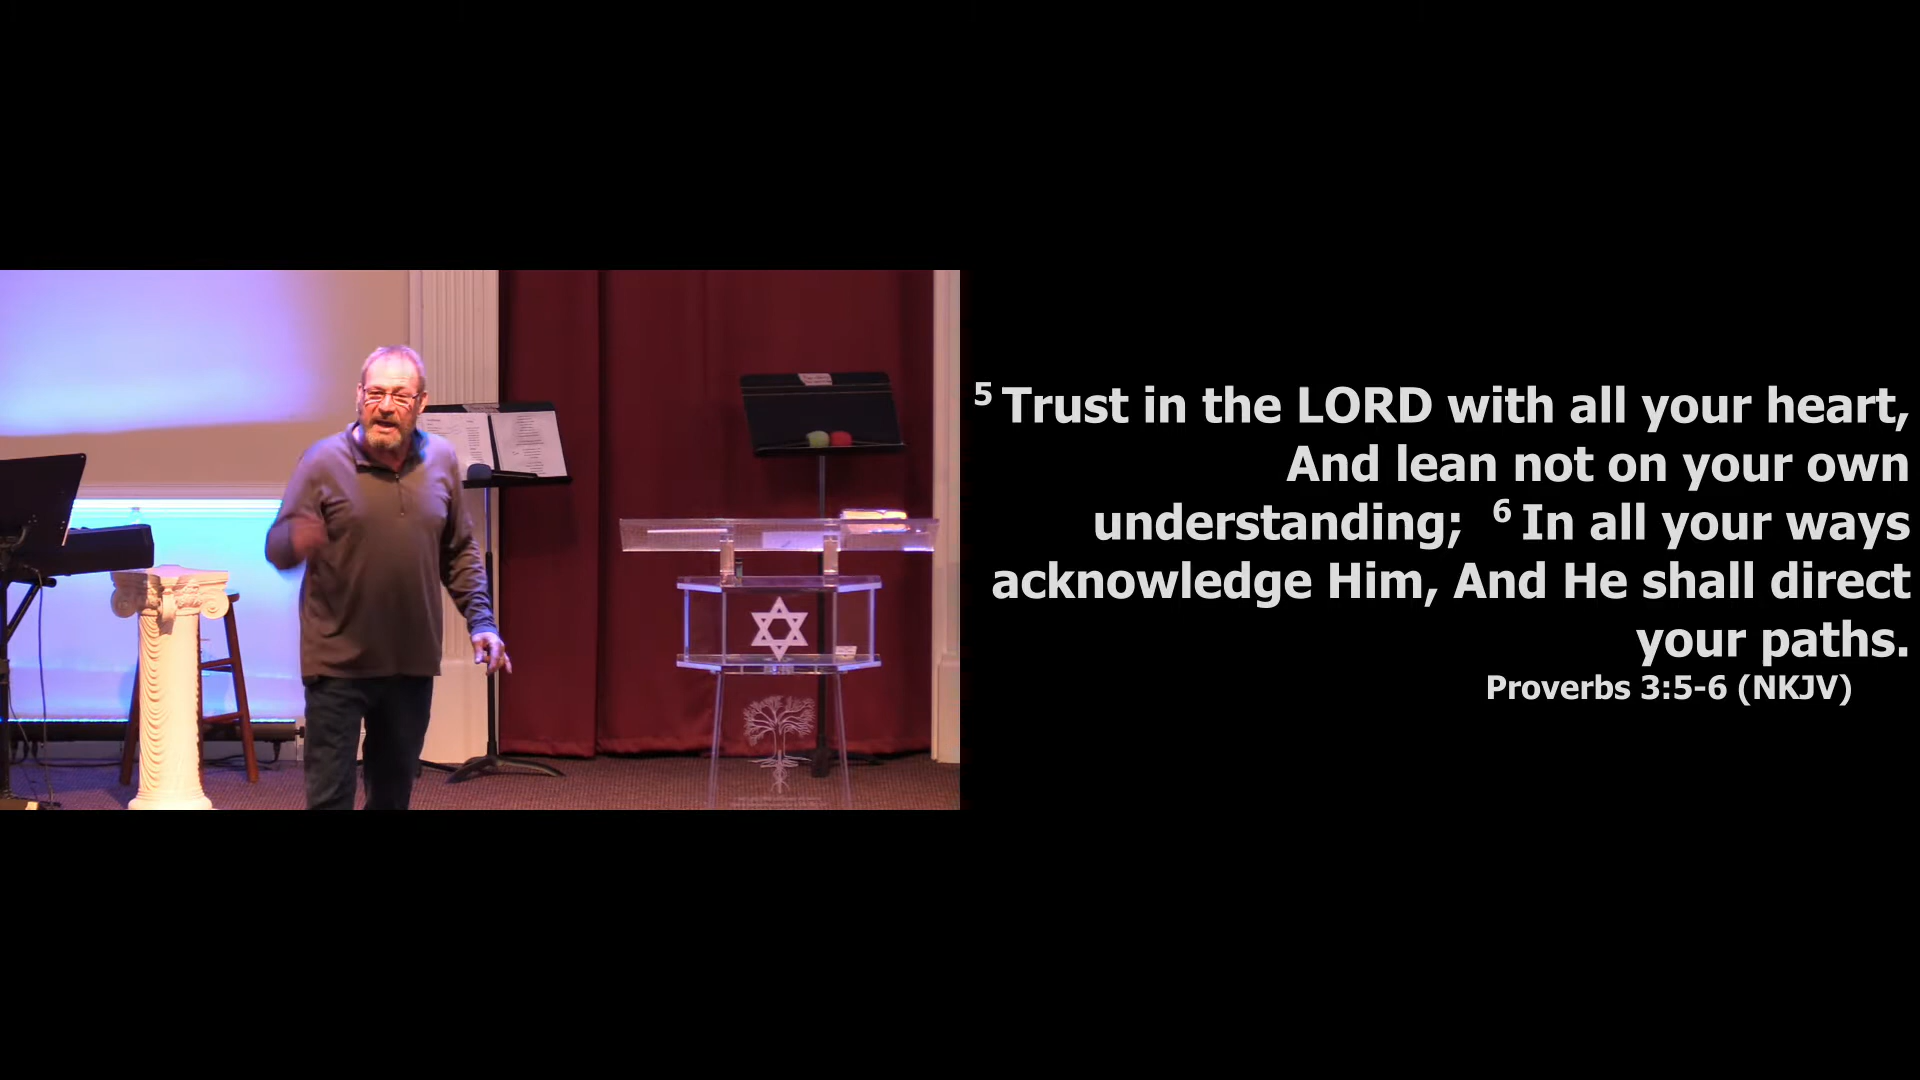 ⁵ Trust in the LORD with all your heart,
And lean not on your own
understanding; ⁶ In all your ways
acknowledge Him, And He shall direct
your paths.
Proverbs 3:5-6 (NKJV)